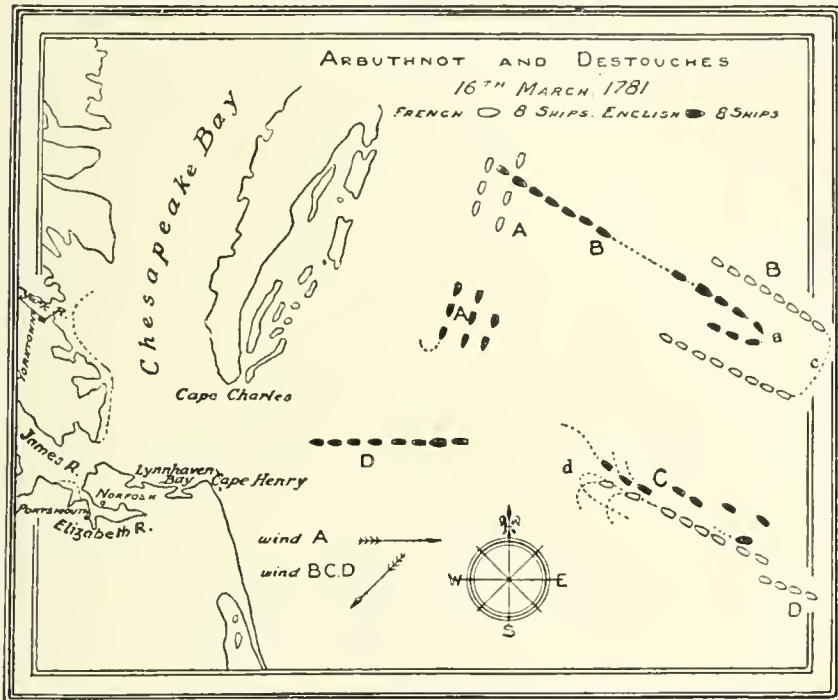 ARBUTHNOT AND DESTOUCHES
16TH MARCH, 1781
FRENCH 8 SHIPS. ENGLISH 8 SHIPS
Chesapeake Bay
A
B
B
A
a
c
YORKTOWN
Cape Charles
D
d
C
James R.
Lynnhaven
Bay
Cape Henry
NORFOLK
PORTSMOUTH
Elizabeth R.
wind A
wind B.C.D
W E
S
D